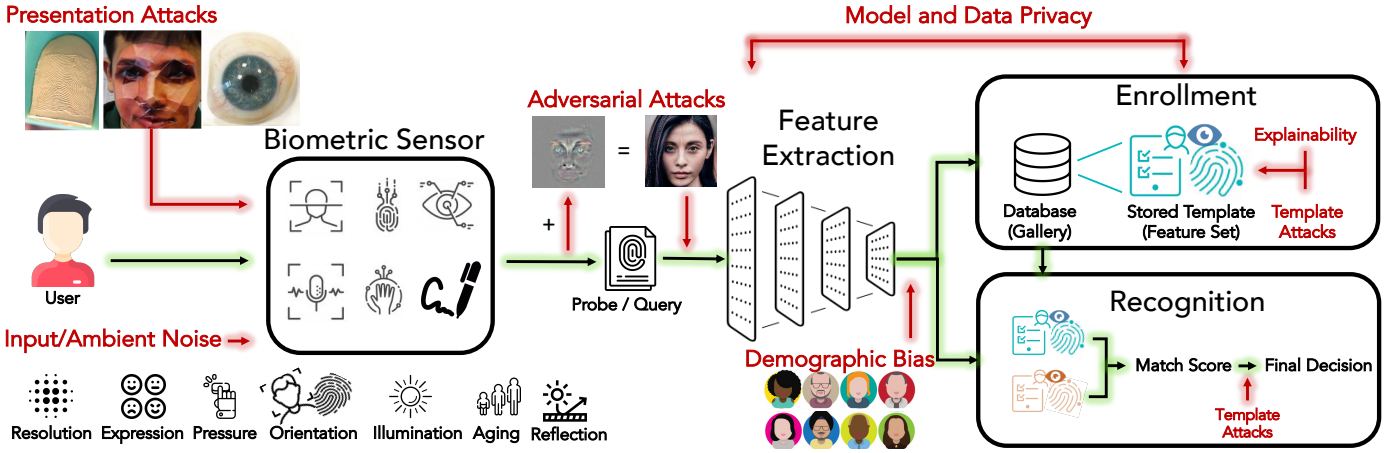 Presentation Attacks
Model and Data Privacy
Adversarial Attacks
Biometric Sensor
Feature
Extraction
Enrollment
Explainability
Database
(Gallery)
Stored Template
(Feature Set)
Template
Attacks
+
=
User
Probe / Query
Input/Ambient Noise
Demographic Bias
Recognition
Match Score
Final Decision
Template
Attacks
Resolution
Expression
Pressure
Orientation
Illumination
Aging
Reflection